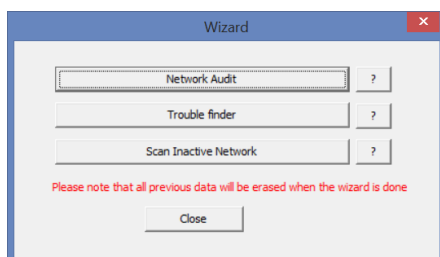 Wizard
Network Audit ?
Trouble finder ?
Scan Inactive Network ?
Please note that all previous data will be erased when the wizard is done
Close